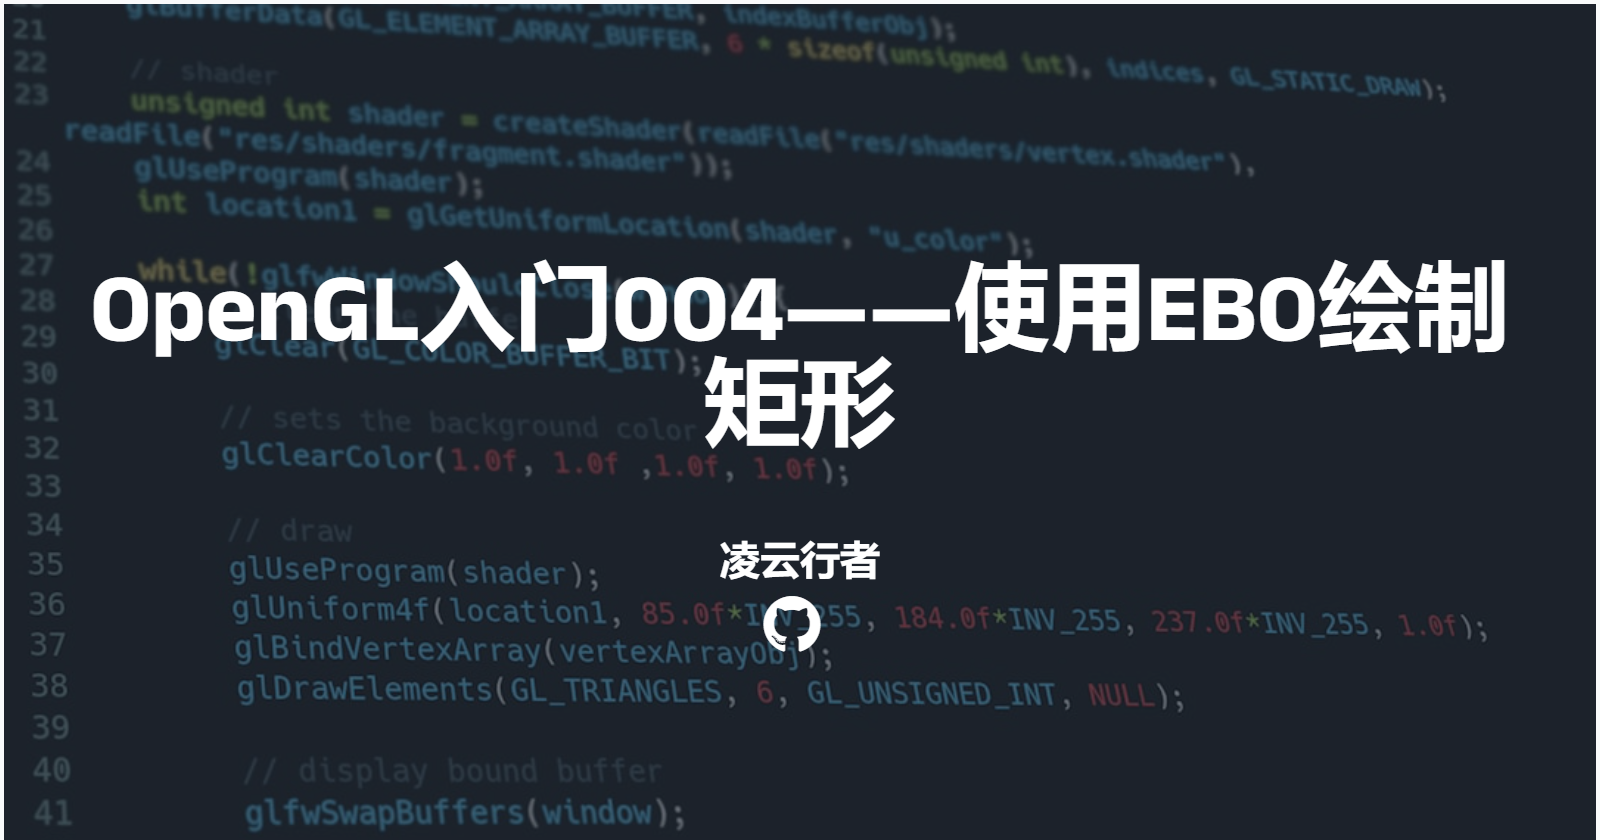 glBufferData(GL_ELEMENT_ARRAY_BUFFER, indexBufferObj);
21 glBufferData(GL_ELEMENT_ARRAY_BUFFER, 6 * sizeof(unsigned int), indices, GL_STATIC_DRAW);
22 // shader
23 unsigned int shader = createShader(readFile("res/shaders/vertex.shader"),
readFile("res/shaders/fragment.shader"));
24 glUseProgram(shader);
25 int location1 = glGetUniformLocation(shader, "u_color");
26
27 while(!glfwWindowShouldClose
28
OpenGL入门004——使用EBO绘制
矩形
29 glClear(GL_COLOR_BUFFER_BIT);
30
31 // sets the background color
32 glClearColor(1.0f, 1.0f ,1.0f, 1.0f);
33
34 // draw
凌云行者
35 glUseProgram(shader);
36 glUniform4f(location1, 85.0f*INV_255, 184.0f*INV_255, 237.0f*INV_255, 1.0f);
37 glBindVertexArray(vertexArrayObj);
38 glDrawElements(GL_TRIANGLES, 6, GL_UNSIGNED_INT, NULL);
39
40 // display bound buffer
41 glfwSwapBuffers(window);